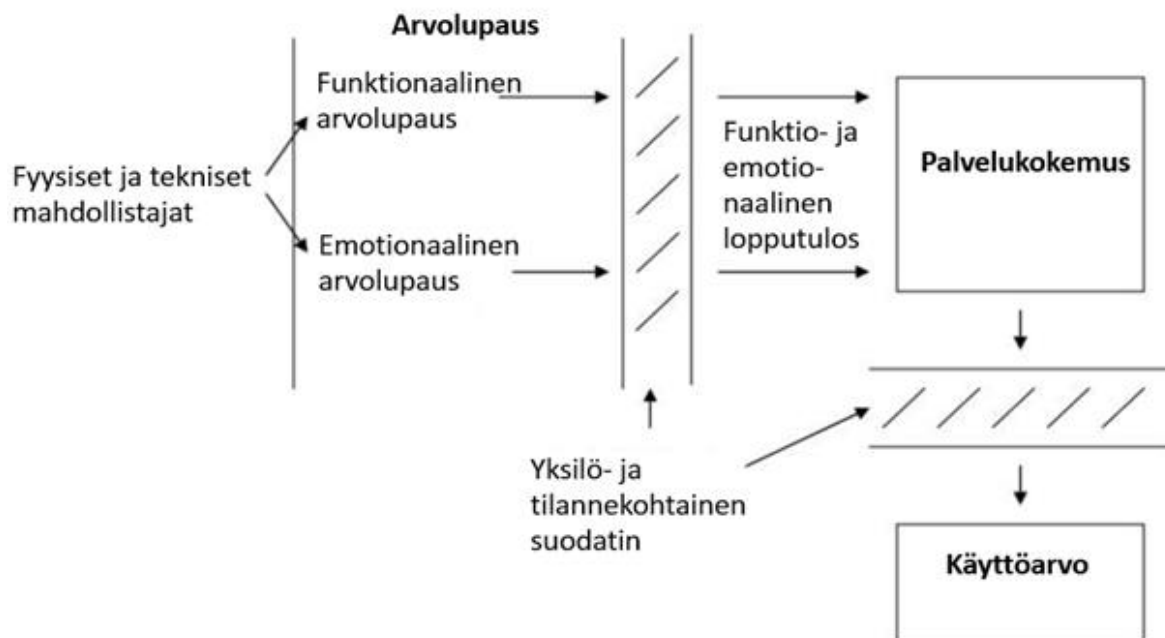 Arvolupaus
Funktionaalinen
arvolupaus
Fyysiset ja tekniset
mahdollistajat
Emotionaalinen
arvolupaus
Funktio- ja
emotio-
naalinen
lopputulos
Palvelukokemus
Yksilö- ja
tilannekohtainen
suodatin
Käyttöarvo